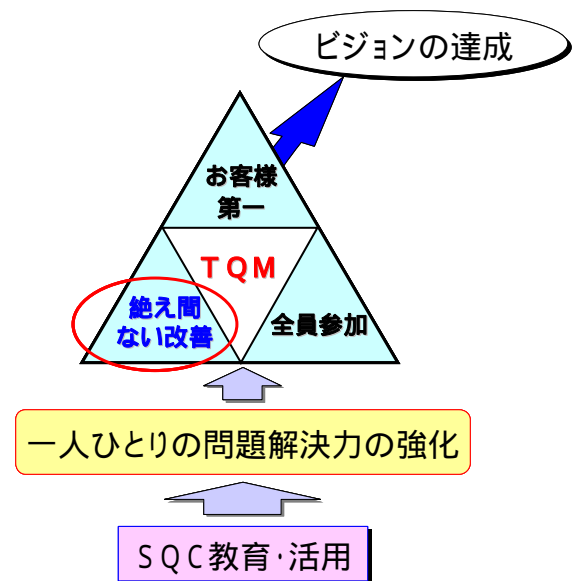 ビジョンの達成
お客様
第一
TQM
絶え間
ない改善
全員参加
一人ひとりの問題解決力の強化
SQC教育・活用